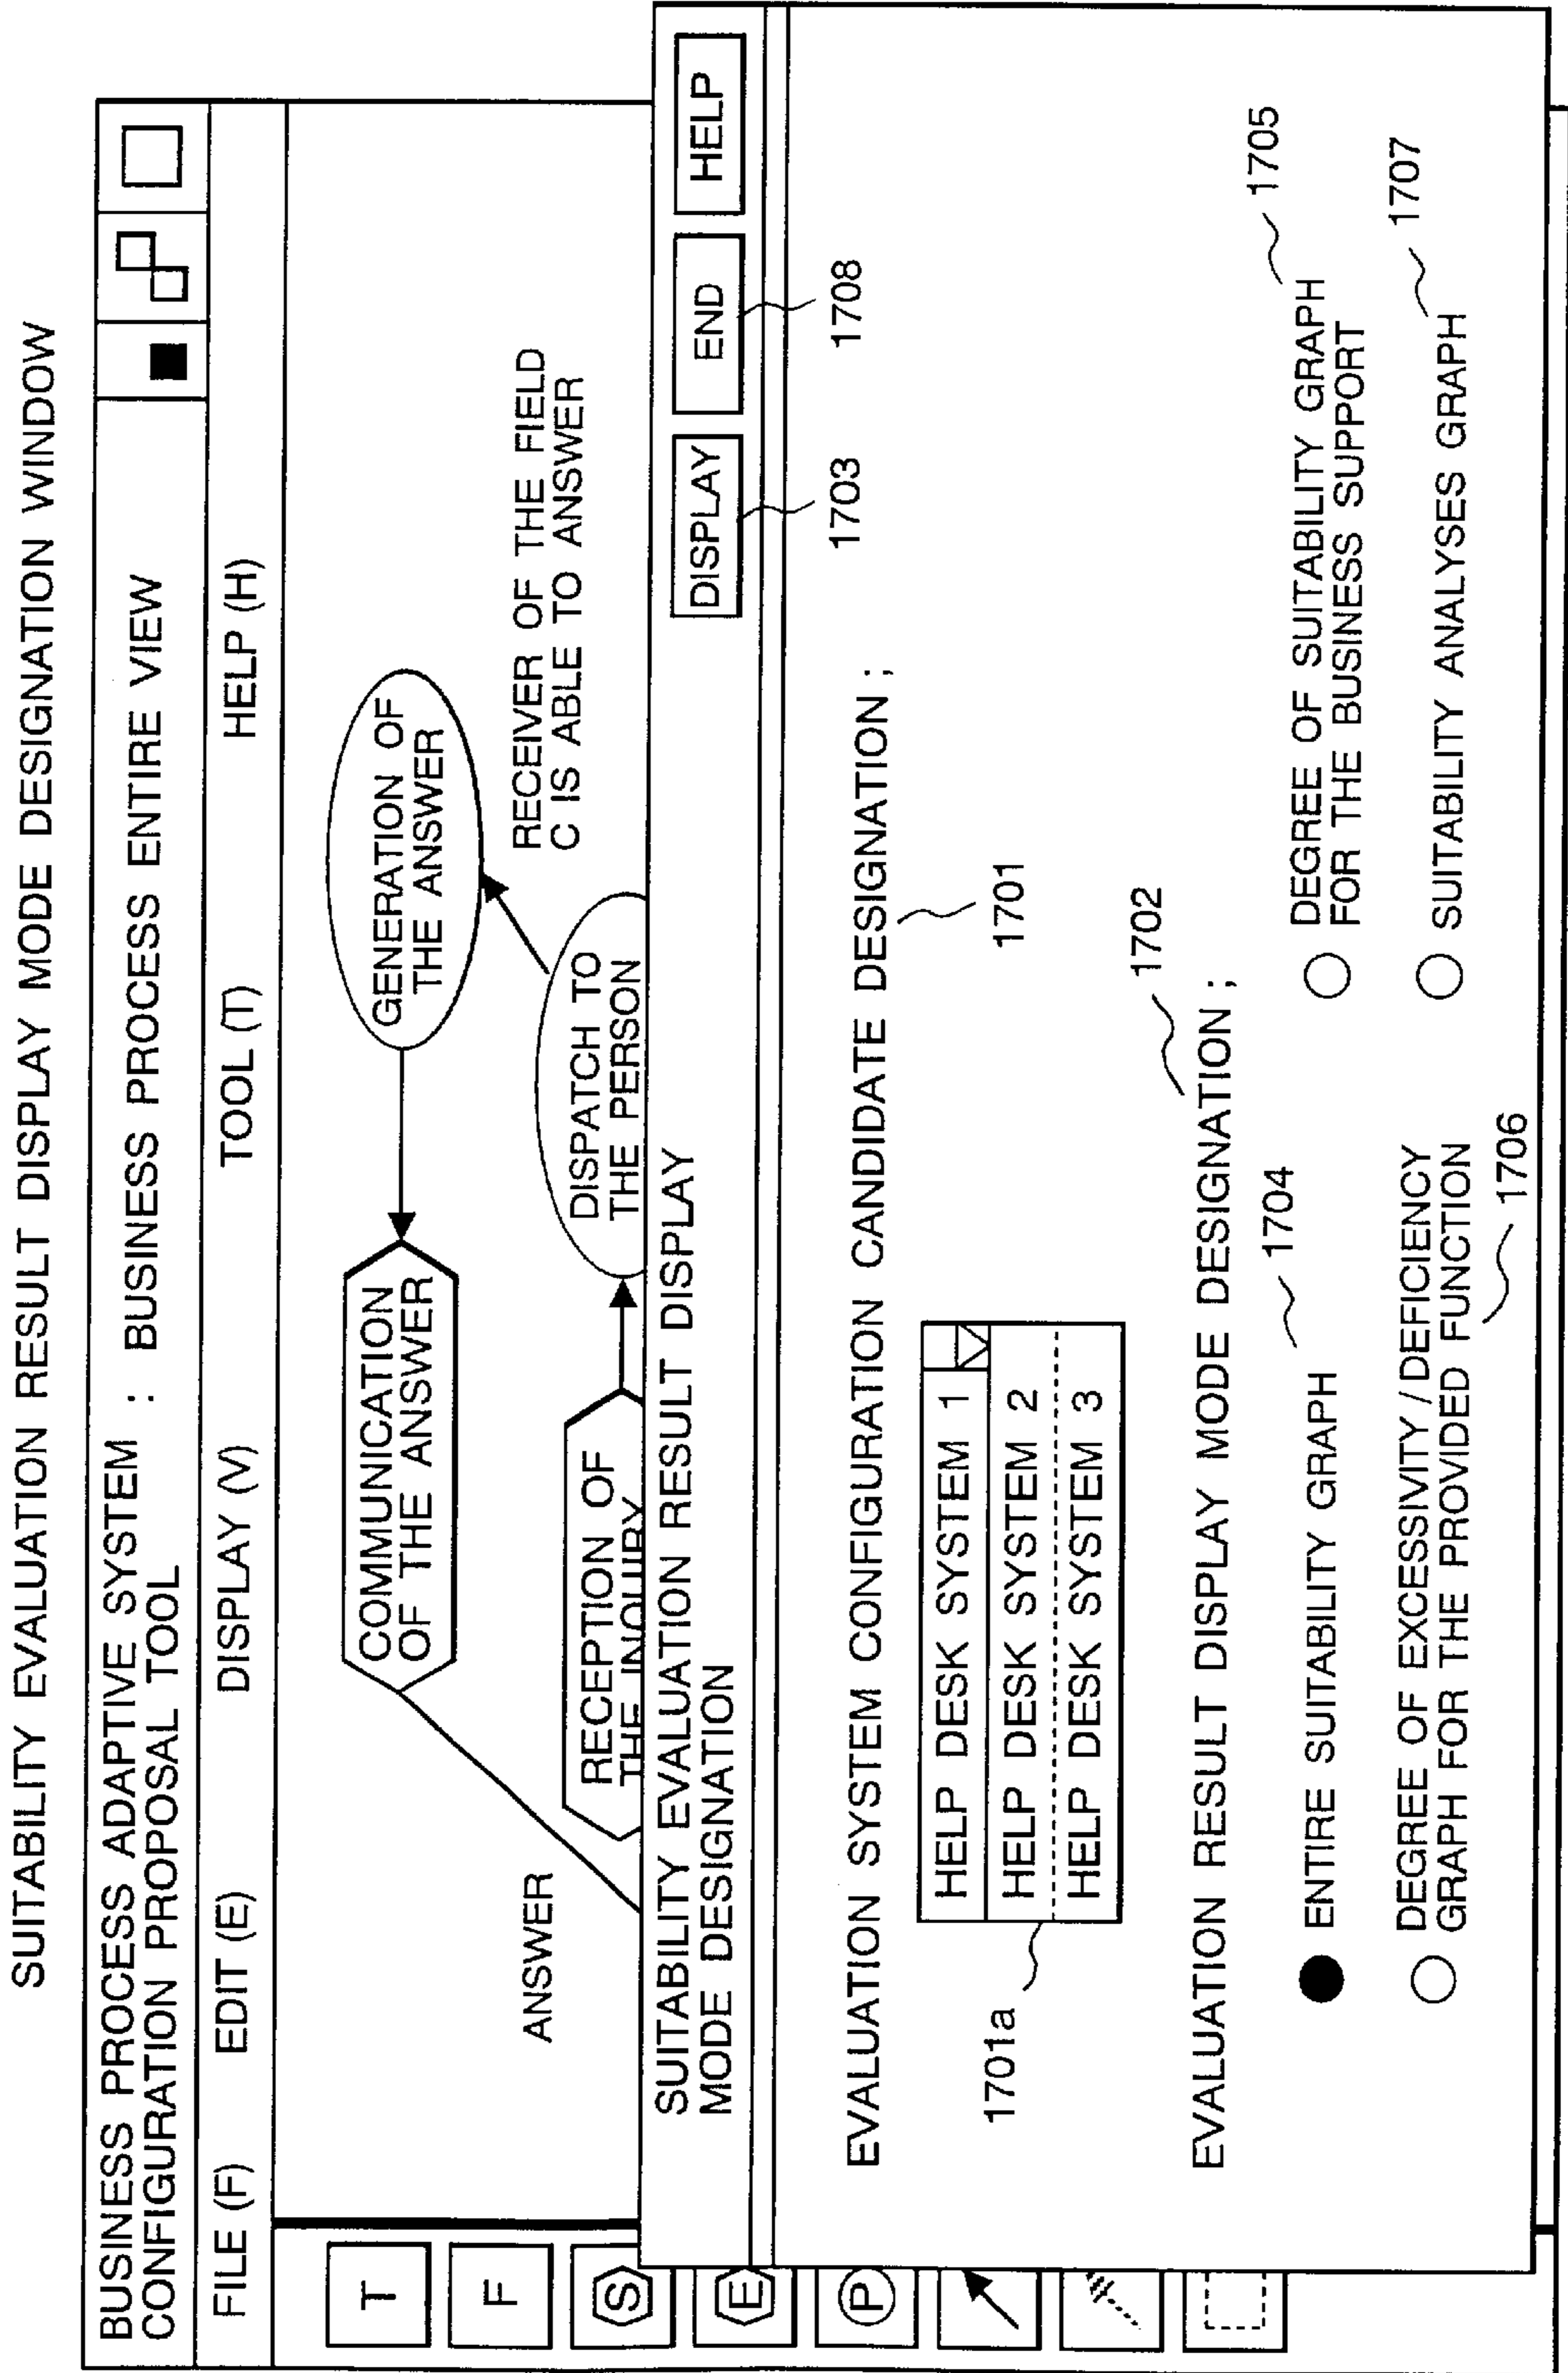 SUITABILITY EVALUATION RESULT DISPLAY MODE DESIGNATION WINDOW
BUSINESS PROCESS ADAPTIVE SYSTEM : BUSINESS PROCESS ENTIRE VIEW
CONFIGURATION PROPOSAL TOOL
FILE (F) EDIT (E) DISPLAY (V) TOOL (T) HELP (H)
T
F
S
E
P
COMMUNICATION
OF THE ANSWER
GENERATION OF
THE ANSWER
ANSWER
RECEPTION OF
THE INQUIRY
DISPATCH TO
THE PERSON
RECEIVER OF THE FIELD
C IS ABLE TO ANSWER
SUITABILITY EVALUATION RESULT DISPLAY
MODE DESIGNATION
DISPLAY END HELP
1703 1708
EVALUATION SYSTEM CONFIGURATION CANDIDATE DESIGNATION ;
1701
HELP DESK SYSTEM 1
HELP DESK SYSTEM 2
HELP DESK SYSTEM 3
1701a
1702
EVALUATION RESULT DISPLAY MODE DESIGNATION ;
1704
ENTIRE SUITABILITY GRAPH
1705
DEGREE OF SUITABILITY GRAPH
FOR THE BUSINESS SUPPORT
DEGREE OF EXCESSIVITY / DEFICIENCY
GRAPH FOR THE PROVIDED FUNCTION
1706
1707
SUITABILITY ANALYSES GRAPH